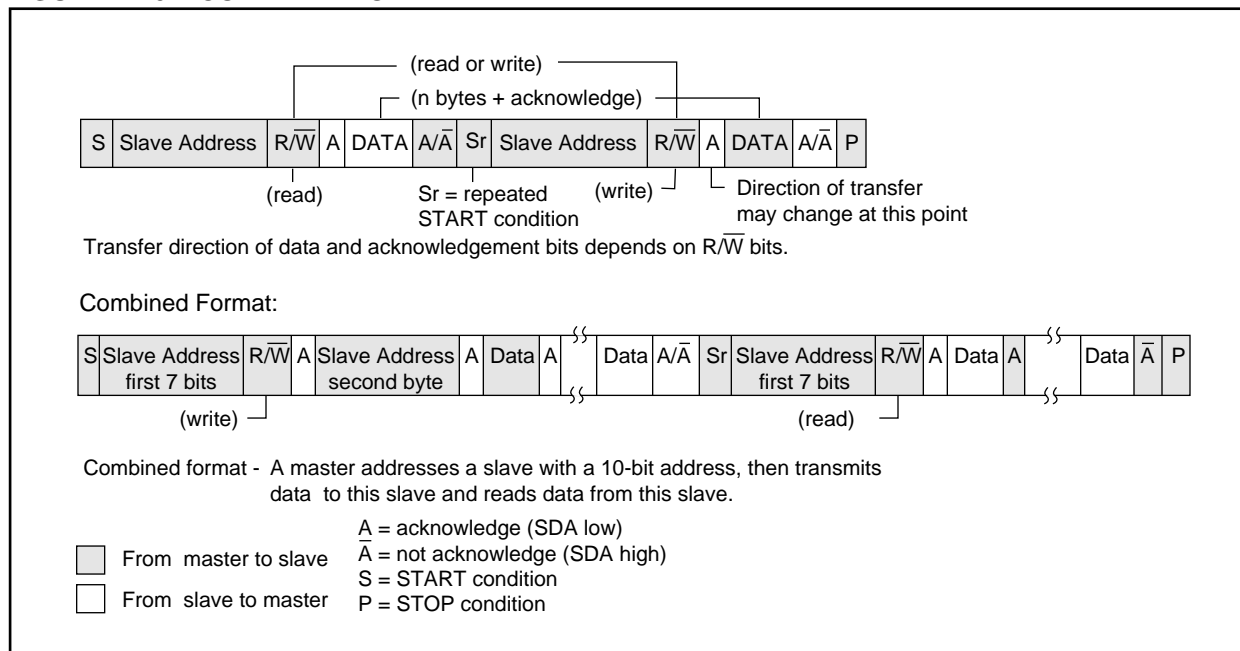 (read or write)
(n bytes + acknowledge)
S Slave Address R/W̅ A DATA A/A̅ Sr Slave Address R/W̅ A DATA A/A̅ P
(read) Sr = repeated (write) Direction of transfer
START condition may change at this point
Transfer direction of data and acknowledgement bits depends on R/W̅ bits.
Combined Format:
S Slave Address R/W̅ A Slave Address A Data A Data A/A̅ Sr Slave Address R/W̅ A Data A Data A̅ P
first 7 bits second byte first 7 bits
(write) (read)
Combined format - A master addresses a slave with a 10-bit address, then transmits
data to this slave and reads data from this slave.
A = acknowledge (SDA low)
From master to slave A̅ = not acknowledge (SDA high)
S = START condition
From slave to master P = STOP condition